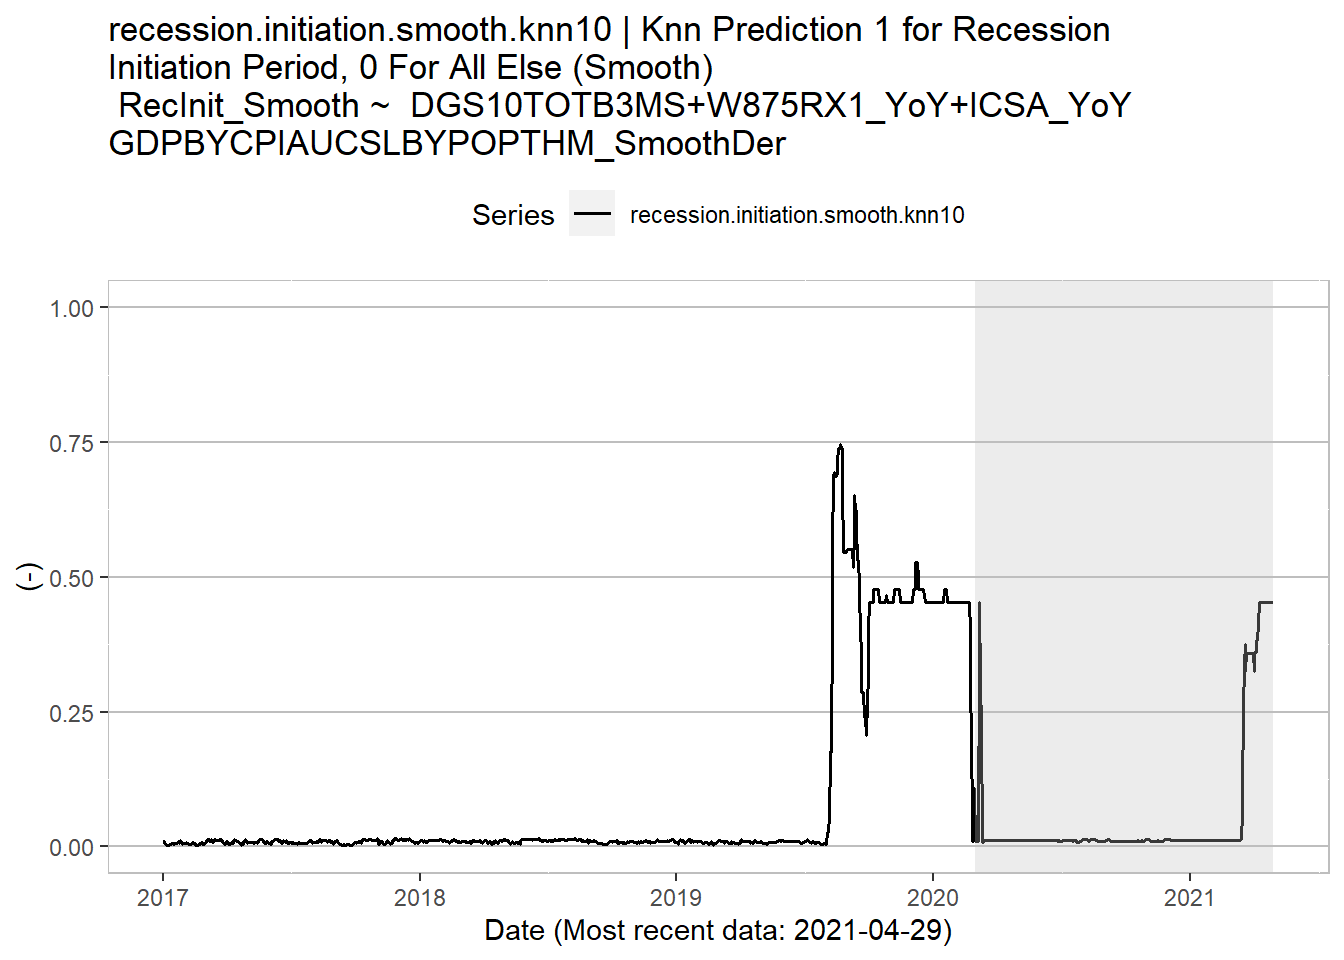 recession.initiation.smooth.knn10 | Knn Prediction 1 for Recession
Initiation Period, 0 For All Else (Smooth)
RecInit_Smooth ~  DGS10TOTB3MS+W875RX1_YoY+ICSA_YoY
GDPBYCPIAUCSLBYPOPTHM_SmoothDer
Series recession.initiation.smooth.knn10
1.00
0.75
0.50
0.25
0.00
(-)
2017 2018 2019 2020 2021
Date (Most recent data: 2021-04-29)